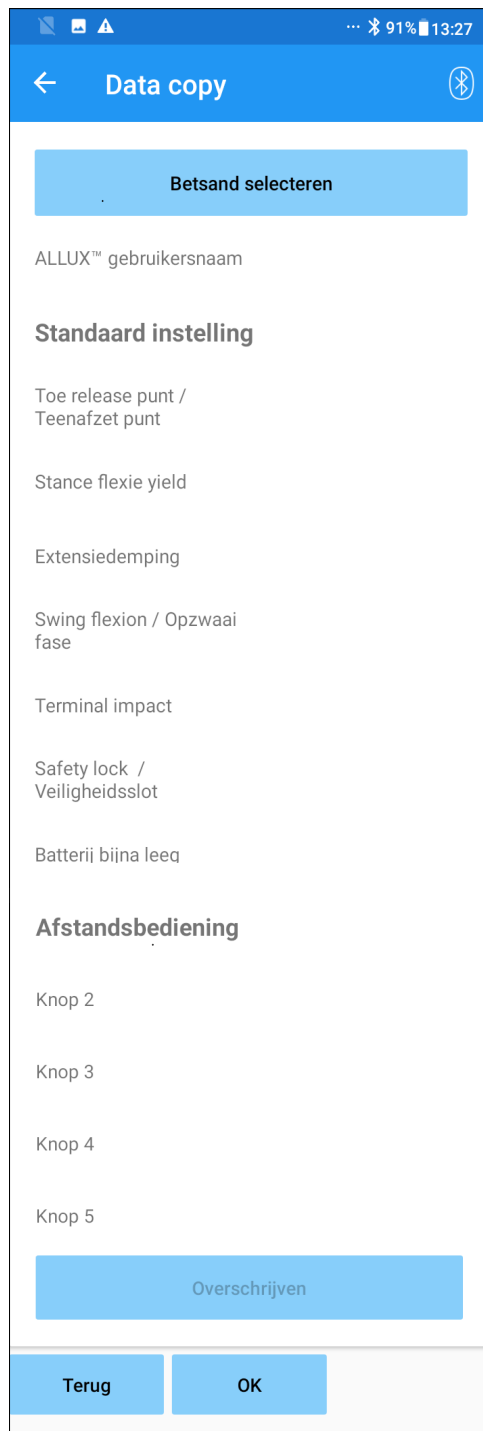 91% 13:27
Data copy
Betsand selecteren
ALLUX™ gebruikersnaam
Standaard instelling
Toe release punt /
Teenafzet punt
Stance flexie yield
Extensiedemping
Swing flexion / Opzwaai
fase
Terminal impact
Safety lock /
Veiligheidsslot
Batterij bijna leeg
Afstandsbediening
Knop 2
Knop 3
Knop 4
Knop 5
Overschrijven
Terug OK